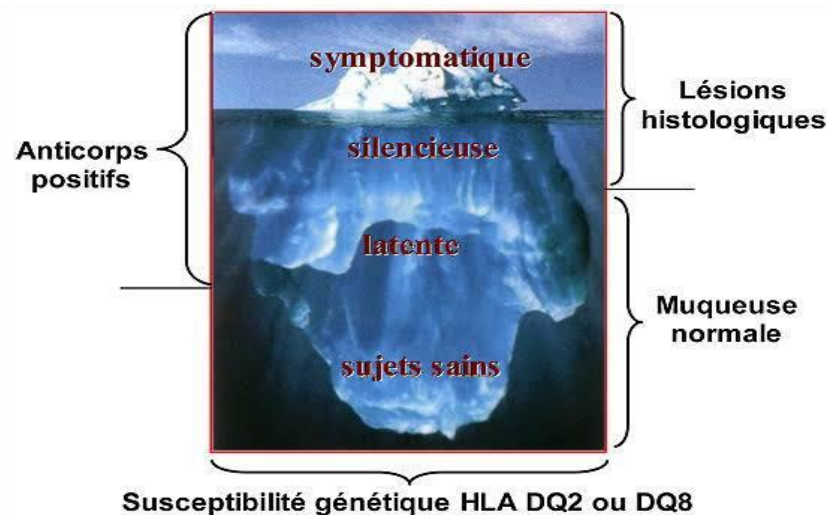 symptomatique
Lésions
histologiques
Anticorps
positifs
silencieuse
latente
Muqueuse
normale
sujets sains
Susceptibilité génétique HLA DQ2 ou DQ8